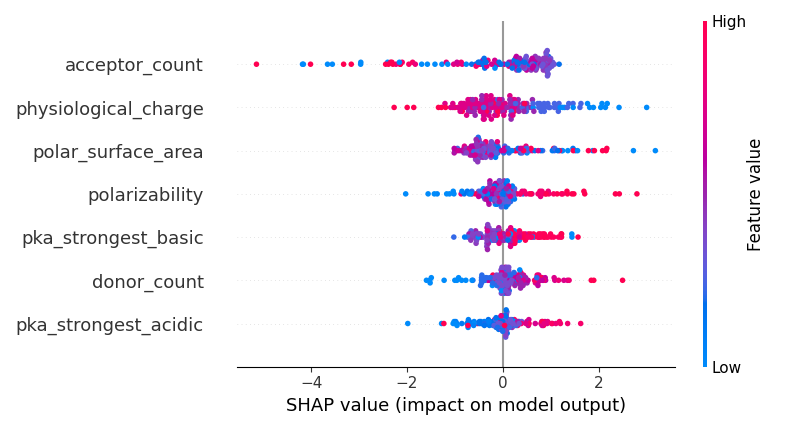 High
acceptor_count
physiological_charge
polar_surface_area
polarizability
pka_strongest_basic
donor_count
pka_strongest_acidic
Feature value
Low
−4 −2 0 2
SHAP value (impact on model output)